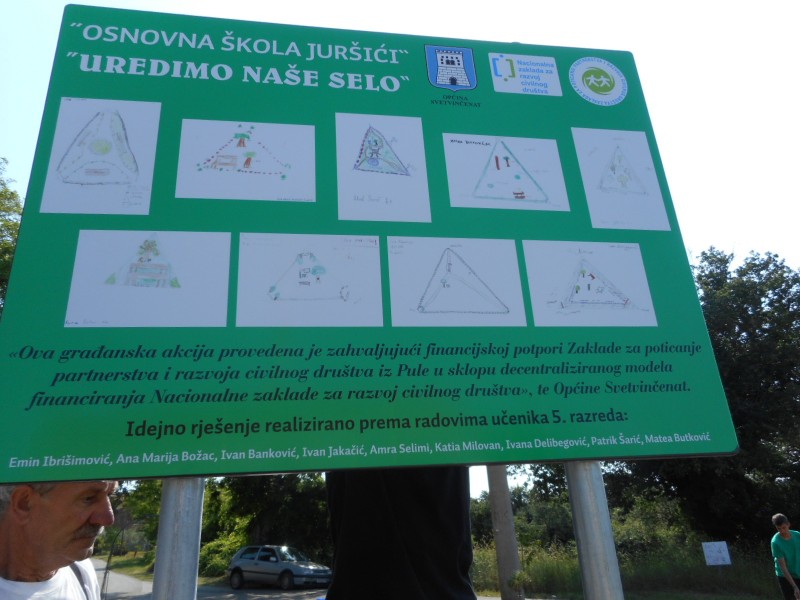 "OSNOVNA ŠKOLA JURŠIĆI"
"UREDIMO NAŠE SELO"
OPĆINA
SVETVINČENAT
Nacionalna
zaklada za
razvoj
civilnoga
društva
«Ova građanska akcija provedena je zahvaljujući financijskoj potpori Zaklade za poticanje
partnerstva i razvoja civilnog društva iz Pule u sklopu decentraliziranog modela
financiranja Nacionalne zaklade za razvoj civilnog društva», te Općine Svetvinčenat.
Idejno rješenje realizirano prema radovima učenika 5. razreda:
Emin Ibrišimović, Ana Marija Božac, Ivan Banković, Ivan Jakačić, Amra Selimi, Katia Milovan, Ivana Delibegović, Patrik Šarić, Matea Butković